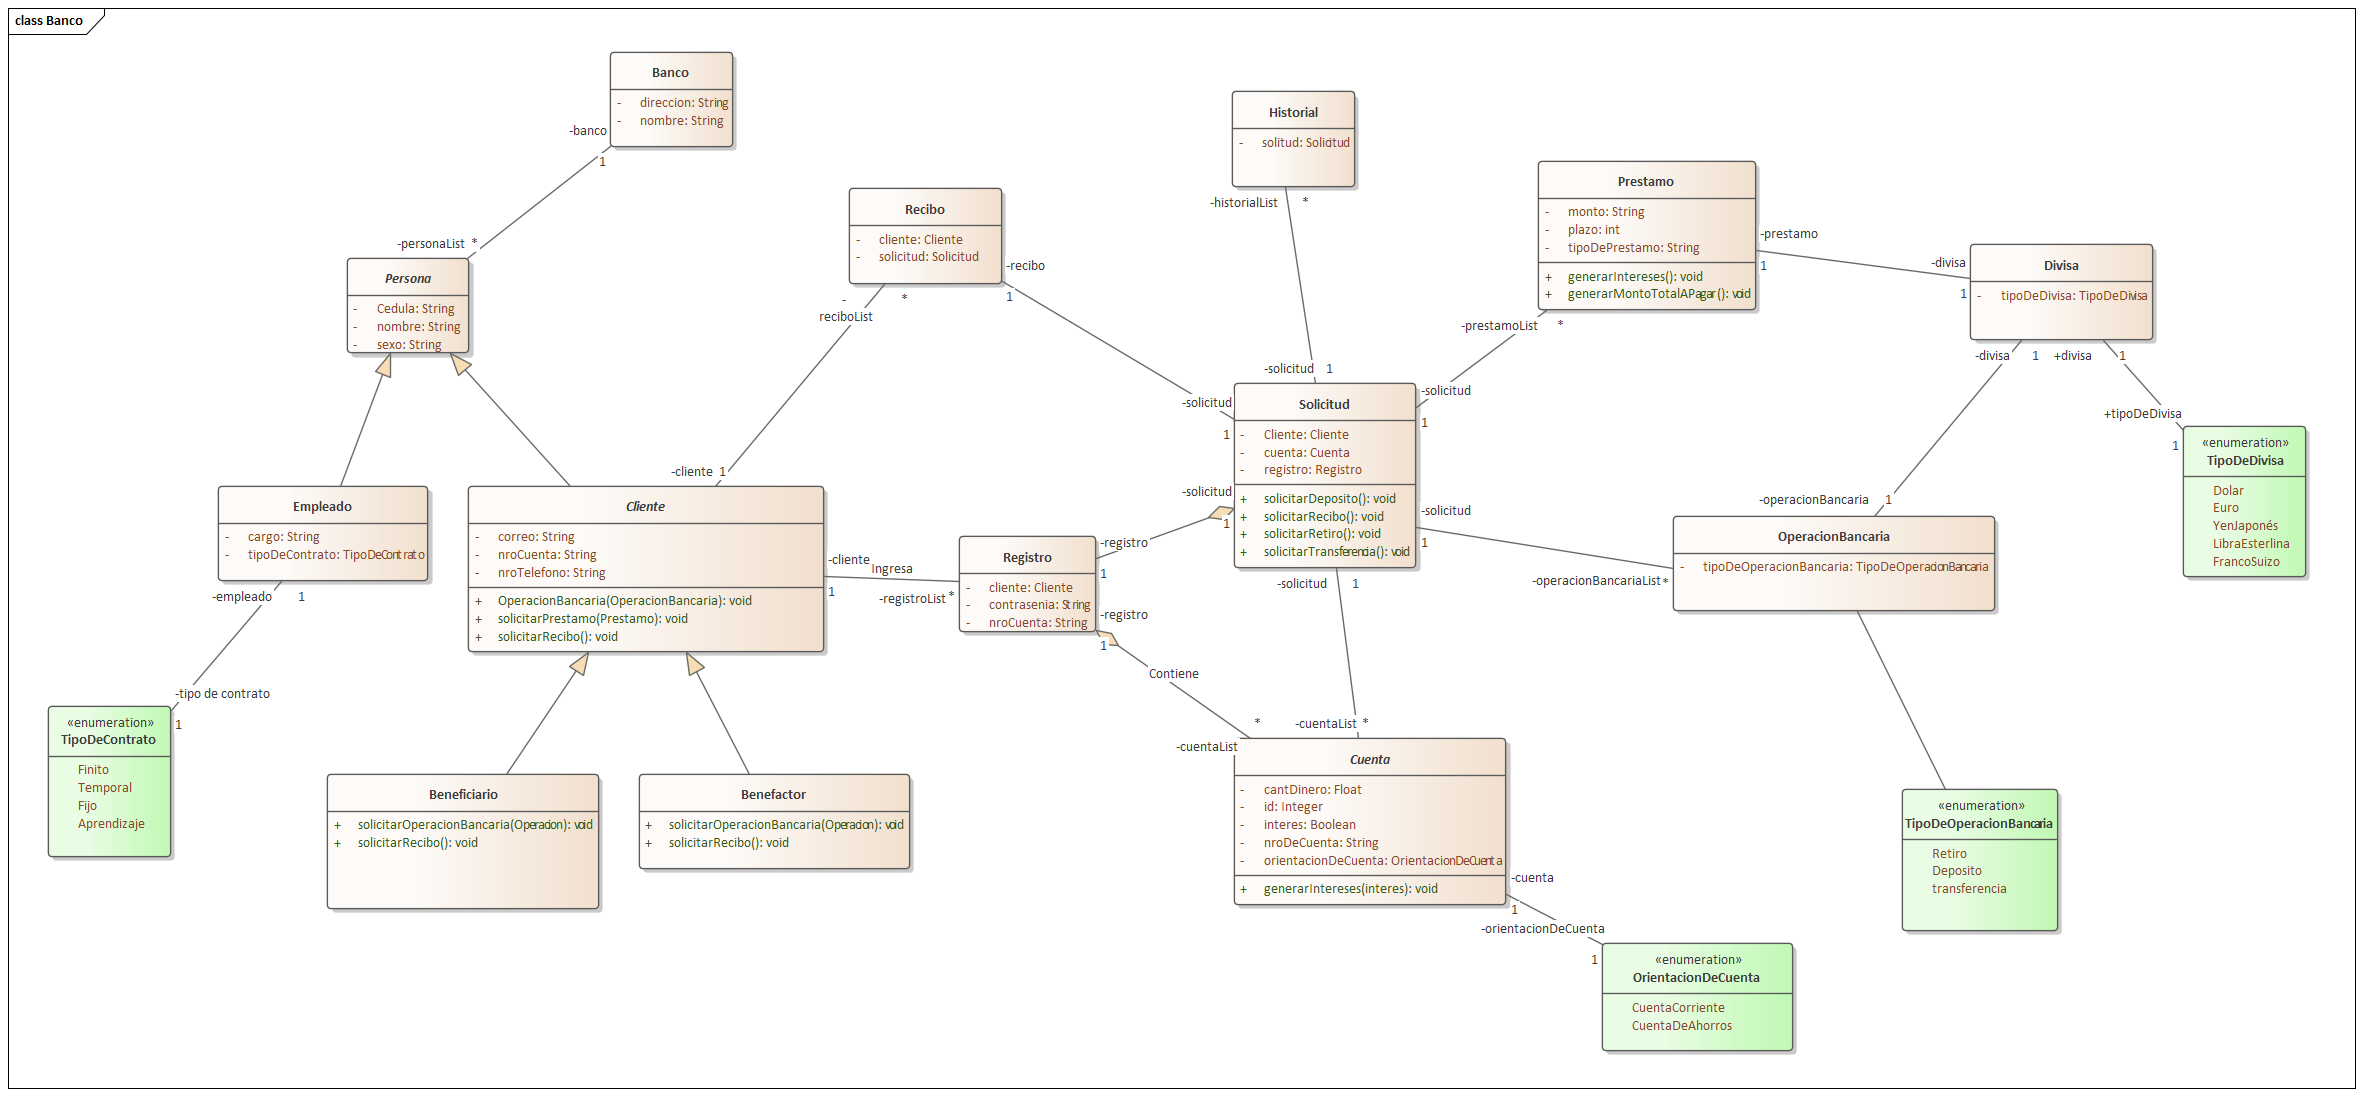 class Banco
Banco
- direccion: String
- nombre: String
-banco
1
-personaList *
Persona
- Cedula: String
- nombre: String
- sexo: String
Recibo
- cliente: Cliente
- solicitud: Solicitud
-recibo
1
-
reciboList
*
-cliente 1
Historial
- solitud: Solicitud
-historialList *
-solicitud 1
Prestamo
- monto: String
- plazo: int
- tipoDePrestamo: String
+ generarIntereses(): void
+ generarMontoTotalAPagar(): void
-prestamo
1
-prestamoList *
-divisa
1
Divisa
- tipoDeDivisa: TipoDeDivisa
-divisa 1
+divisa 1
+tipoDeDivisa
1
«enumeration»
TipoDeDivisa
Dolar
Euro
YenJaponés
LibraEsterlina
FrancoSuizo
-solicitud
1
-solicitud
1
Solicitud
- Cliente: Cliente
- cuenta: Cuenta
- registro: Registro
+ solicitarDeposito(): void
+ solicitarRecibo(): void
+ solicitarRetiro(): void
+ solicitarTransferencia(): void
-solicitud
1
-solicitud
1
-solicitud 1
-operacionBancaria 1
-operacionBancariaList *
OperacionBancaria
- tipoDeOperacionBancaria: TipoDeOperacionBancaria
Empleado
- cargo: String
- tipoDeContrato: TipoDeContrato
-empleado 1
-tipo de contrato
1
«enumeration»
TipoDeContrato
Finito
Temporal
Fijo
Aprendizaje
Cliente
- correo: String
- nroCuenta: String
- nroTelefono: String
+ OperacionBancaria(OperacionBancaria): void
+ solicitarPrestamo(Prestamo): void
+ solicitarRecibo(): void
-cliente
1
Ingresa
-registroList *
Registro
- cliente: Cliente
- contrasenia: String
- nroCuenta: String
-registro
1
-registro
1
Contiene
*
-cuentaList
-cuentaList *
Beneficiario
+ solicitarOperacionBancaria(Operacion): void
+ solicitarRecibo(): void
Benefactor
+ solicitarOperacionBancaria(Operacion): void
+ solicitarRecibo(): void
Cuenta
- cantDinero: Float
- id: Integer
- interes: Boolean
- nroDeCuenta: String
- orientacionDeCuenta: OrientacionDeCuenta
+ generarIntereses(interes): void
-cuenta
1
-orientacionDeCuenta
1
«enumeration»
OrientacionDeCuenta
CuentaCorriente
CuentaDeAhorros
«enumeration»
TipoDeOperacionBancaria
Retiro
Deposito
transferencia